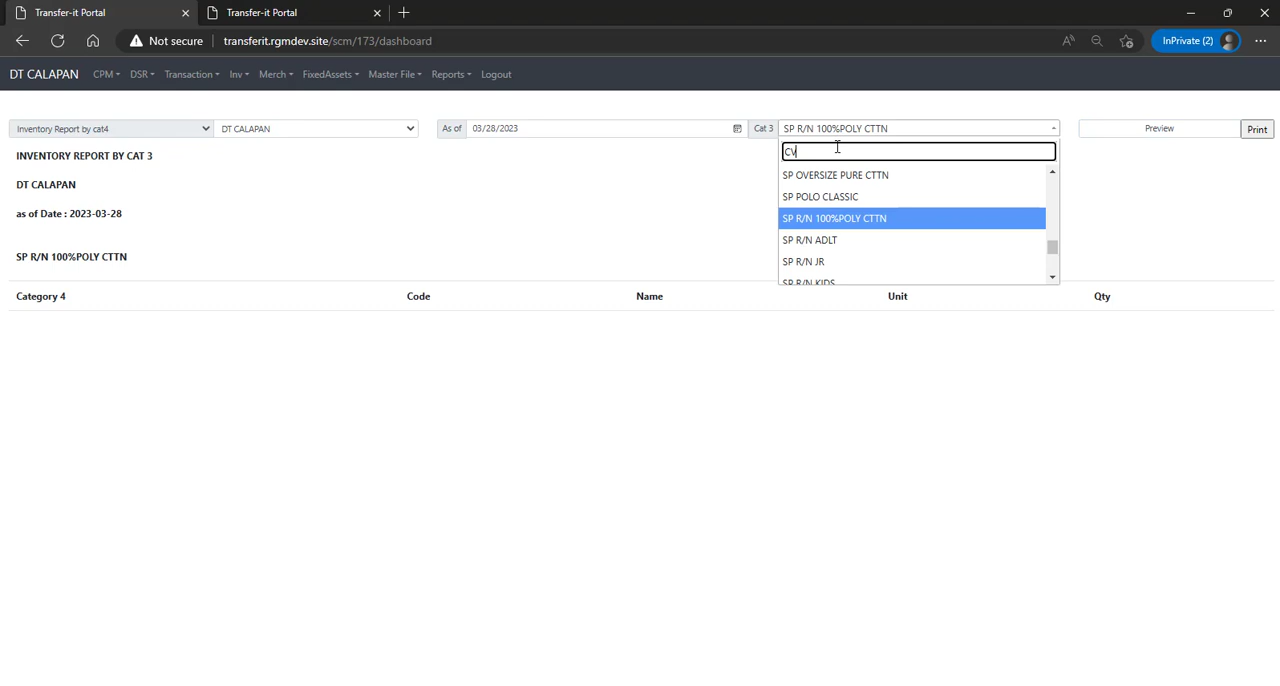 Transfer-it Portal
Transfer-it Portal
Not secure
transferit.rgmdev.site/scm/173/dashboard
InPrivate (2)
DT CALAPAN
CPM
DSR
Transaction
Inv
Merch
FixedAssets
Master File
Reports
Logout
Inventory Report by cat4
DT CALAPAN
As of
03/28/2023
Cat 3
SP R/N 100%POLY CTTN
Preview
Print
CV
INVENTORY REPORT BY CAT 3
DT CALAPAN
as of Date : 2023-03-28
SP R/N 100%POLY CTTN
SP OVERSIZE PURE CTTN
SP POLO CLASSIC
SP R/N 100%POLY CTTN
SP R/N ADLT
SP R/N JR
SP R/N KIDS
Category 4
Code
Name
Unit
Qty